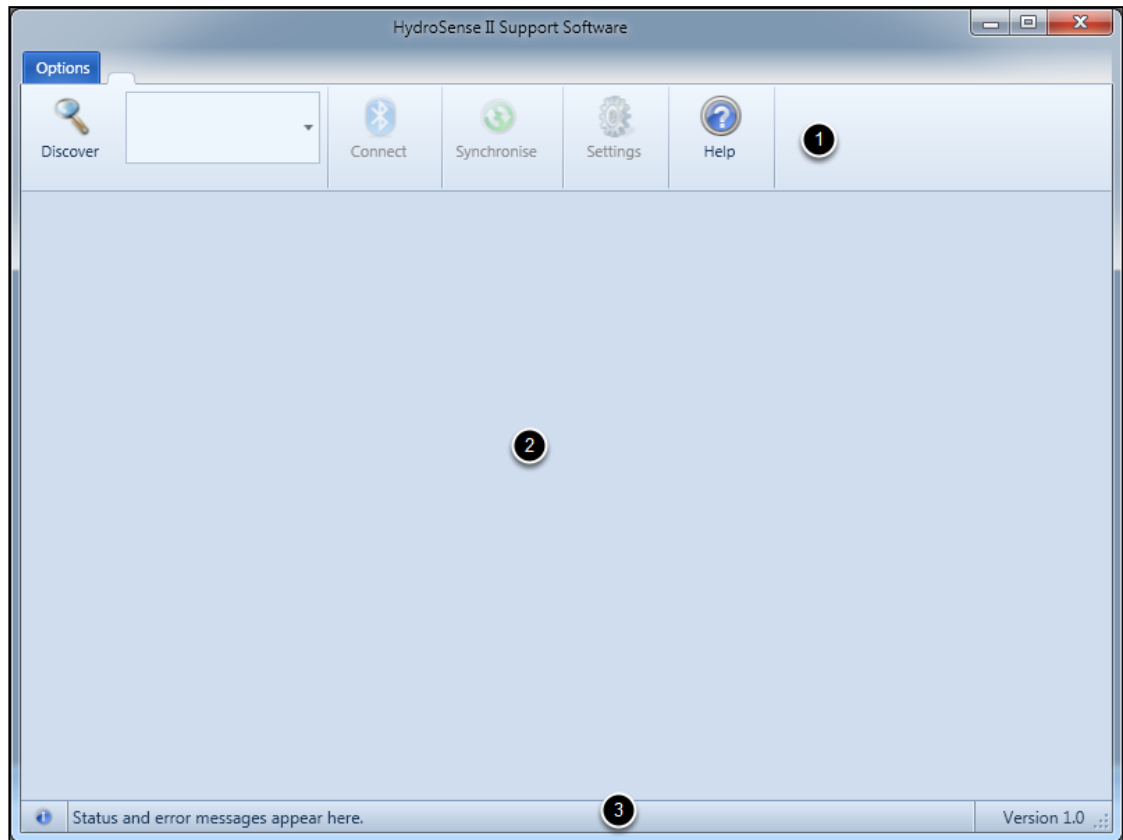 HydroSense II Support Software
Options
Discover
Connect
Synchronise
Settings
Help
1
2
Status and error messages appear here.
3
Version 1.0